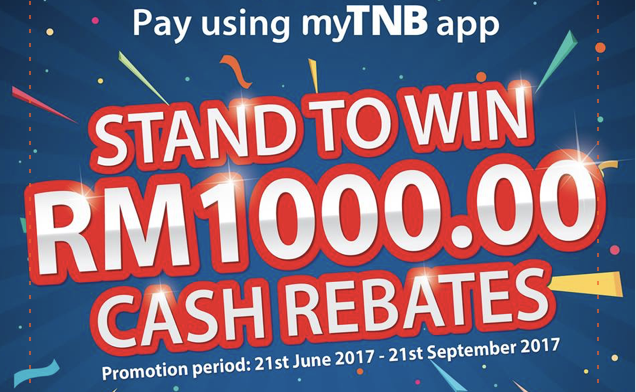 Pay using myTNB app
STAND TO WIN
RM1000.00
CASH REBATES
Promotion period: 21st June 2017 - 21st September 2017